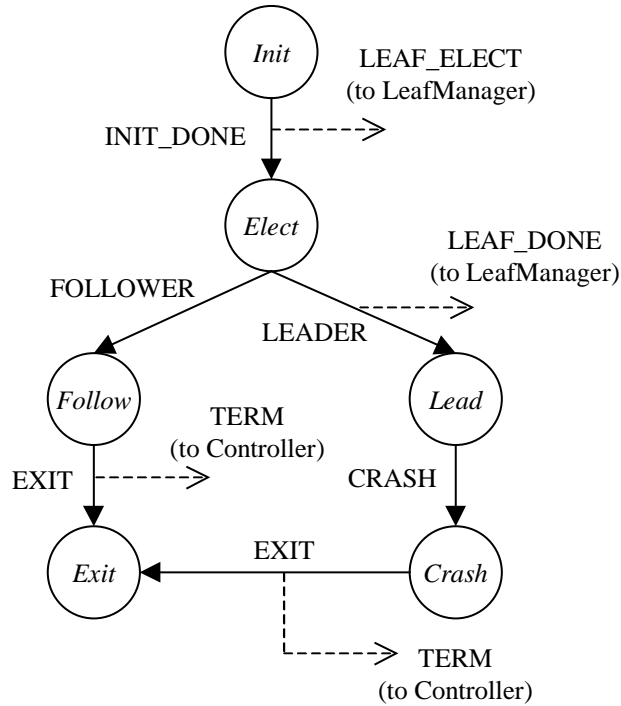 Init
LEAF_ELECT
(to LeafManager)
INIT_DONE
Elect
LEAF_DONE
(to LeafManager)
FOLLOWER
LEADER
Follow
Lead
TERM
(to Controller)
EXIT
CRASH
EXIT
Exit
Crash
TERM
(to Controller)